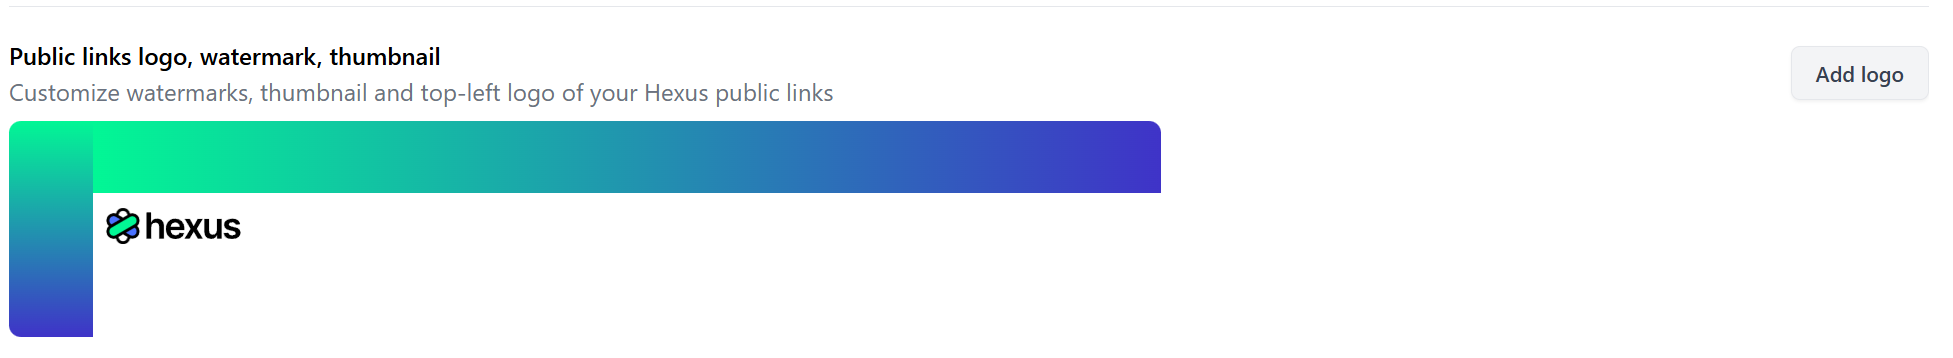 Public links logo, watermark, thumbnail
Add logo
Customize watermarks, thumbnail and top-left logo of your Hexus public links
hexus